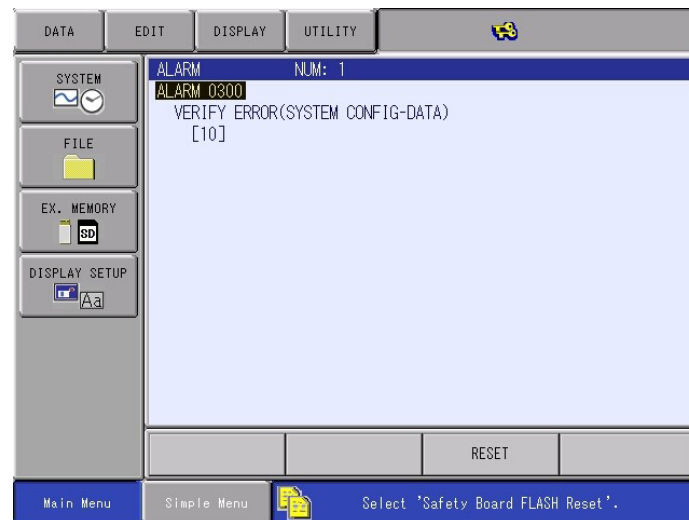 DATA EDIT DISPLAY UTILITY
SYSTEM
FILE
EX. MEMORY
SD
DISPLAY SETUP
Aa
ALARM NUM: 1
ALARM 0300
VERIFY ERROR(SYSTEM CONFIG-DATA)
[10]
RESET
Main Menu Simple Menu Select 'Safety Board FLASH Reset'.